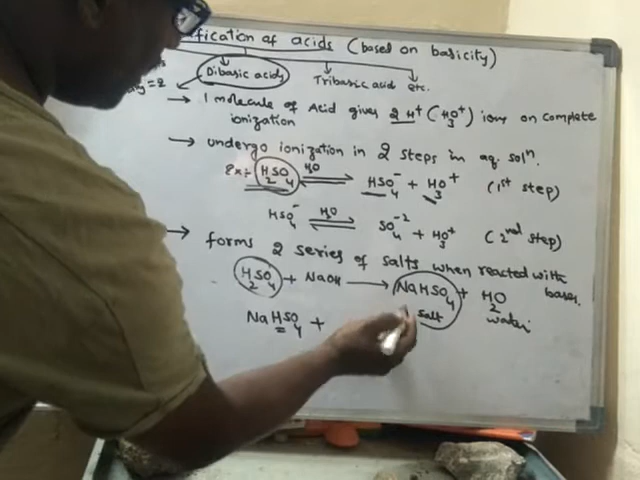 fication of acids (based on basicity)
Dibasic acids Tribasic acid etc.
= 2
→ 1 molecule of Acid gives 2 H⁺ (H₃O⁺) ions on complete
ionization
→ undergo ionization in 2 steps in aq. solⁿ.
Ex:- H₂SO₄ ⇌ H₂O HSO₄⁻ + H₃O⁺ (1st step)
HSO₄⁻ ⇌ H₂O SO₄⁻² + H₃O⁺ (2nd step)
→ forms 2 series of salts when reacted with
bases.
H₂SO₄ + NaOH → NaHSO₄ + H₂O
salt water
NaHSO₄ +